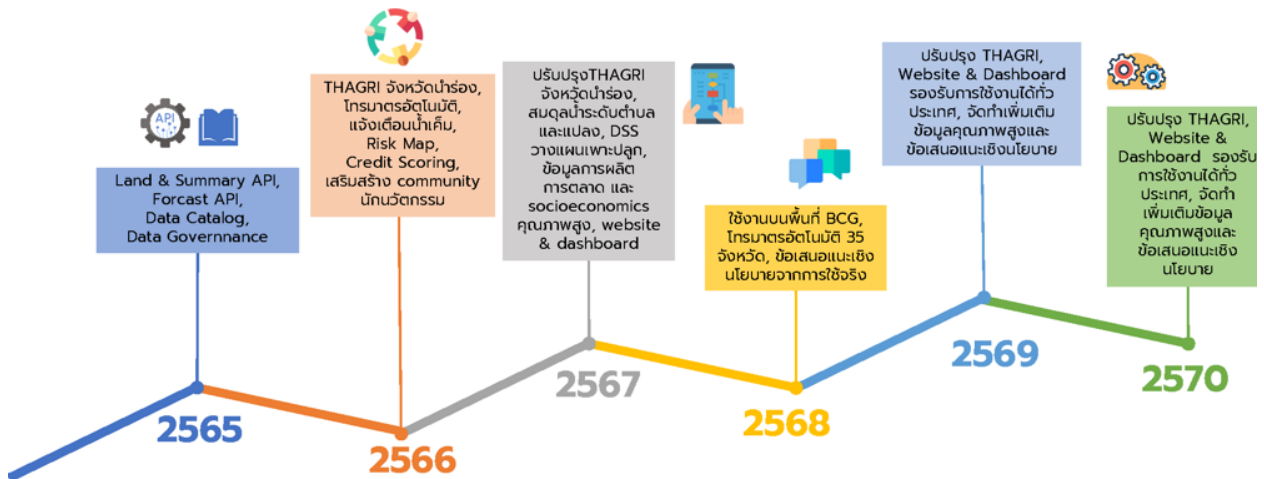 API
Land & Summary API,
Forcast API,
Data Catalog,
Data Governnance
2565
THAGRI จังหวัดนำร่อง,
โทรมาตรอัตโนมัติ,
แจ้งเตือนน้ำเค็ม,
Risk Map,
Credit Scoring,
เสริมสร้าง community
นักนวัตกรรม
2566
ปรับปรุงTHAGRI
จังหวัดนำร่อง,
สมดุลน้ำระดับตำบล
และแปลง, DSS
วางแผนเพาะปลูก,
ข้อมูลการผลิต
การตลาด และ
socioeconomics
คุณภาพสูง, website
& dashboard
2567
ใช้งานบนพื้นที่ BCG,
โทรมาตรอัตโนมัติ 35
จังหวัด, ข้อเสนอแนะเชิง
นโยบายจากการใช้จริง
2568
ปรับปรุง THAGRI,
Website & Dashboard
รองรับการใช้งานได้ทั่ว
ประเทศ, จัดทำเพิ่มเติม
ข้อมูลคุณภาพสูงและ
ข้อเสนอแนะเชิงนโยบาย
2569
ปรับปรุง THAGRI,
Website &
Dashboard รองรับ
การใช้งานได้ทั่ว
ประเทศ, จัดทำ
เพิ่มเติมข้อมูล
คุณภาพสูงและ
ข้อเสนอแนะเชิง
นโยบาย
2570